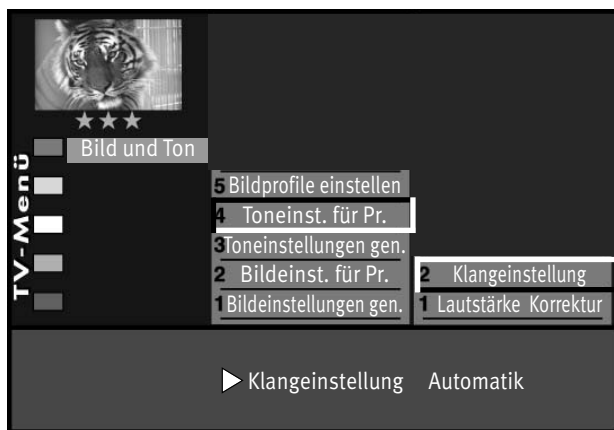 TV-Menü
Bild und Ton
5 Bildprofile einstellen
4 Toneinst. für Pr.
3 Toneinstellungen gen.
2 Bildeinst. für Pr.
1 Bildeinstellungen gen.
2 Klangeinstellung
1 Lautstärke Korrektur
Klangeinstellung Automatik